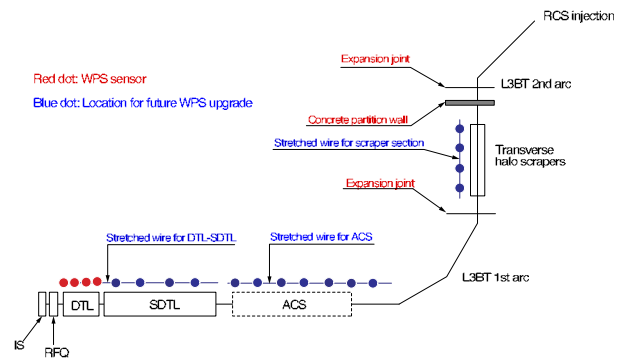 RCS injection
Expansion joint
L3BT 2nd arc
Red dot: WPS sensor
Blue dot: Location for future WPS upgrade
Concrete partition wall
Stretched wire for scraper section
Transverse
halo scrapers
Expansion joint
Stretched wire for DTL-SDTL
Stretched wire for ACS
L3BT 1st arc
DTL
SDTL
ACS
IS
RFQ